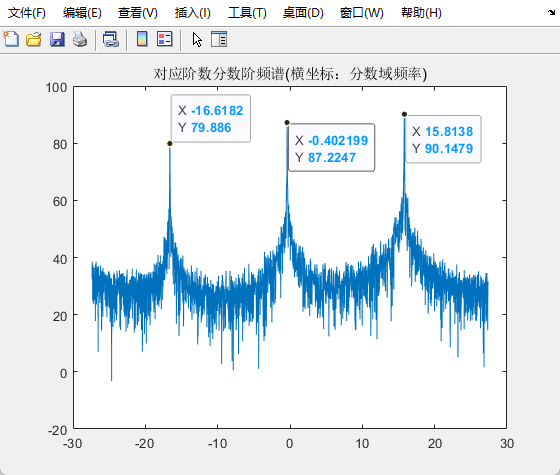 文件(F) 编辑(E) 查看(V) 插入(I) 工具(T) 桌面(D) 窗口(W) 帮助(H)
对应阶数分数阶频谱(横坐标：分数域频率)
100
X -16.6182
Y 79.886
X -0.402199
Y 87.2247
X 15.8138
Y 90.1479
80
60
40
20
0
-20
-30 -20 -10 0 10 20 30